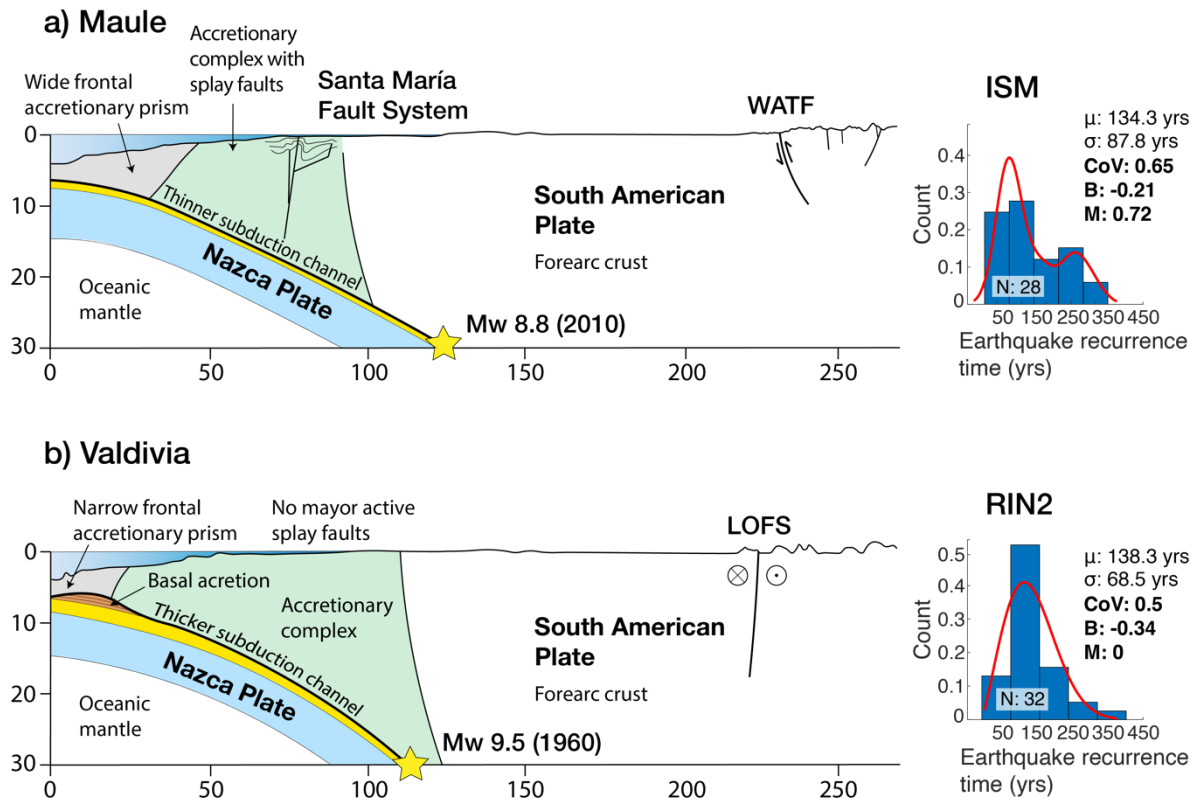 a) Maule
Accretionary
complex with
splay faults
Wide frontal
accretionary prism
Santa María
Fault System
WATF
0
10
20
30
Thinner subduction channel
Nazca Plate
Oceanic
mantle
South American
Plate
Forearc crust
Mw 8.8 (2010)
0 50 100 150 200 250
ISM
μ: 134.3 yrs
σ: 87.8 yrs
CoV: 0.65
B: -0.21
M: 0.72
Count
0.4
0.3
0.2
0.1
0
N: 28
50 150 250 350 450
Earthquake recurrence
time (yrs)
b) Valdivia
Narrow frontal
accretionary prism
No mayor active
splay faults
Basal acretion
LOFS
0
10
20
30
Thicker subduction channel
Accretionary
complex
Nazca Plate
Oceanic
mantle
South American
Plate
Forearc crust
Mw 9.5 (1960)
0 50 100 150 200 250
RIN2
μ: 138.3 yrs
σ: 68.5 yrs
CoV: 0.5
B: -0.34
M: 0
Count
0.5
0.4
0.3
0.2
0.1
0
N: 32
50 150 250 350 450
Earthquake recurrence
time (yrs)